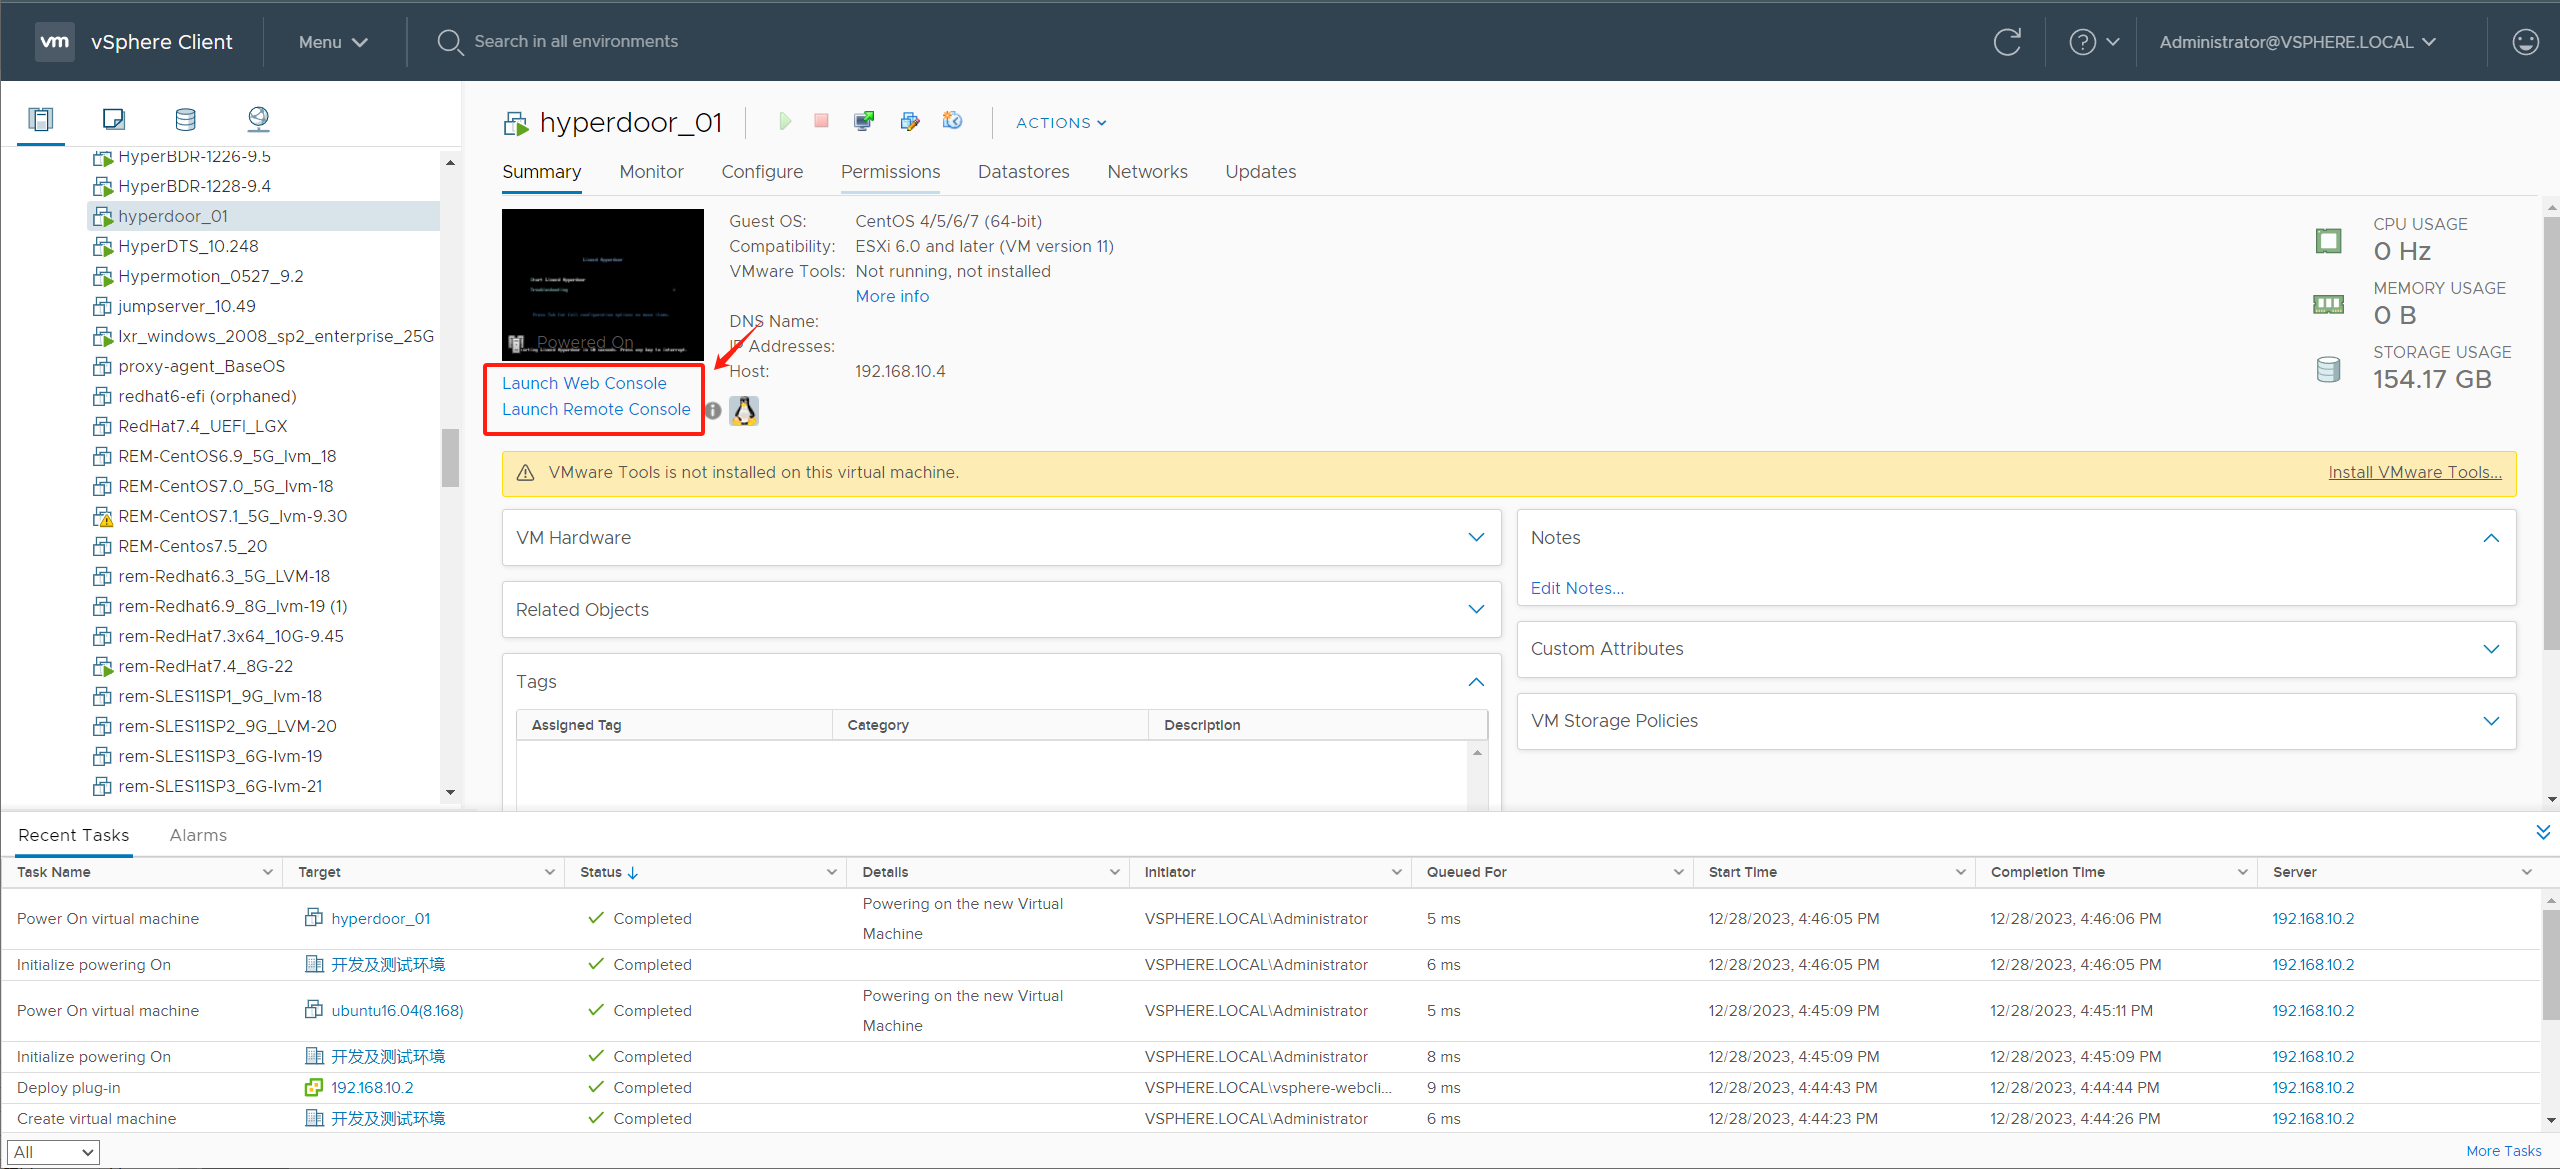 vm vSphere Client Menu Search in all environments Administrator@VSPHERE.LOCAL
HyperBDR-1226-9.5
HyperBDR-1228-9.4
hyperdoor_01
HyperDTS_10.248
Hypermotion_0527_9.2
jumpserver_10.49
lxr_windows_2008_sp2_enterprise_25G
proxy-agent_BaseOS
redhat6-efi (orphaned)
RedHat7.4_UEFI_LGX
REM-CentOS6.9_5G_lvm_18
REM-CentOS7.0_5G_lvm-18
REM-CentOS7.1_5G_lvm-9.30
REM-Centos7.5_20
rem-Redhat6.3_5G_LVM-18
rem-Redhat6.9_8G_lvm-19 (1)
rem-RedHat7.3x64_10G-9.45
rem-RedHat7.4_8G-22
rem-SLES11SP1_9G_lvm-18
rem-SLES11SP2_9G_LVM-20
rem-SLES11SP3_6G-lvm-19
rem-SLES11SP3_6G-lvm-21
hyperdoor_01 ACTIONS
Summary Monitor Configure Permissions Datastores Networks Updates
Powered On
Launch Web Console
Launch Remote Console
Guest OS: CentOS 4/5/6/7 (64-bit)
Compatibility: ESXi 6.0 and later (VM version 11)
VMware Tools: Not running, not installed
More info
DNS Name:
IP Addresses:
Host: 192.168.10.4
CPU USAGE
0 Hz
MEMORY USAGE
0 B
STORAGE USAGE
154.17 GB
VMware Tools is not installed on this virtual machine. Install VMware Tools...
VM Hardware
Related Objects
Tags
Assigned Tag Category Description
Notes
Edit Notes...
Custom Attributes
VM Storage Policies
Recent Tasks Alarms
Task Name Target Status Details Initiator Queued For Start Time Completion Time Server
Power On virtual machine hyperdoor_01 Completed Powering on the new Virtual Machine VSPHERE.LOCAL\Administrator 5 ms 12/28/2023, 4:46:05 PM 12/28/2023, 4:46:06 PM 192.168.10.2
Initialize powering On 开发及测试环境 Completed VSPHERE.LOCAL\Administrator 6 ms 12/28/2023, 4:46:05 PM 12/28/2023, 4:46:05 PM 192.168.10.2
Power On virtual machine ubuntu16.04(8.168) Completed Powering on the new Virtual Machine VSPHERE.LOCAL\Administrator 5 ms 12/28/2023, 4:45:09 PM 12/28/2023, 4:45:11 PM 192.168.10.2
Initialize powering On 开发及测试环境 Completed VSPHERE.LOCAL\Administrator 8 ms 12/28/2023, 4:45:09 PM 12/28/2023, 4:45:09 PM 192.168.10.2
Deploy plug-in 192.168.10.2 Completed VSPHERE.LOCAL\vsphere-webcli... 9 ms 12/28/2023, 4:44:43 PM 12/28/2023, 4:44:44 PM 192.168.10.2
Create virtual machine 开发及测试环境 Completed VSPHERE.LOCAL\Administrator 6 ms 12/28/2023, 4:44:23 PM 12/28/2023, 4:44:26 PM 192.168.10.2
All More Tasks